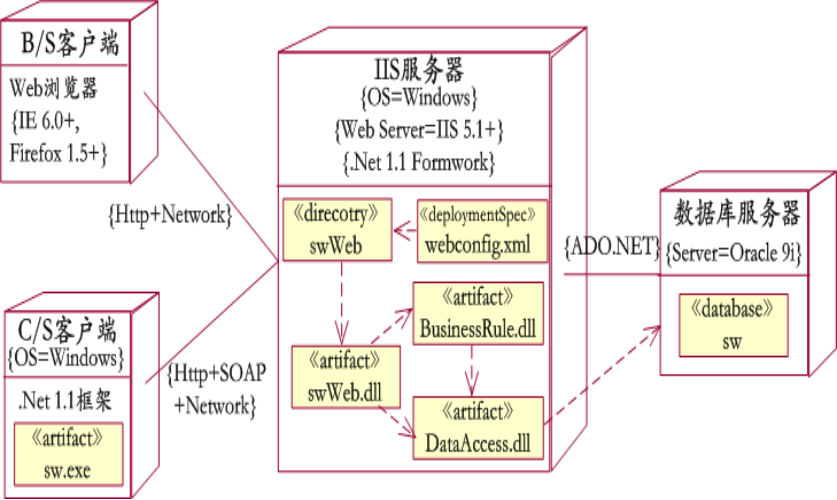 B/S客户端
Web浏览器
{IE 6.0+,
Firefox 1.5+}
{Http+Network}
C/S客户端
{OS=Windows}
.Net 1.1框架
《artifact》
sw.exe
{Http+SOAP
+Network}
IIS服务器
{OS=Windows}
{Web Server=IIS 5.1+}
{.Net 1.1 Formwork}
《direcotry》
swWeb
《deploymentSpec》
webconfig.xml
《artifact》
BusinessRule.dll
《artifact》
swWeb.dll
《artifact》
DataAccess.dll
{ADO.NET}
数据库服务器
{Server=Oracle 9i}
《database》
sw